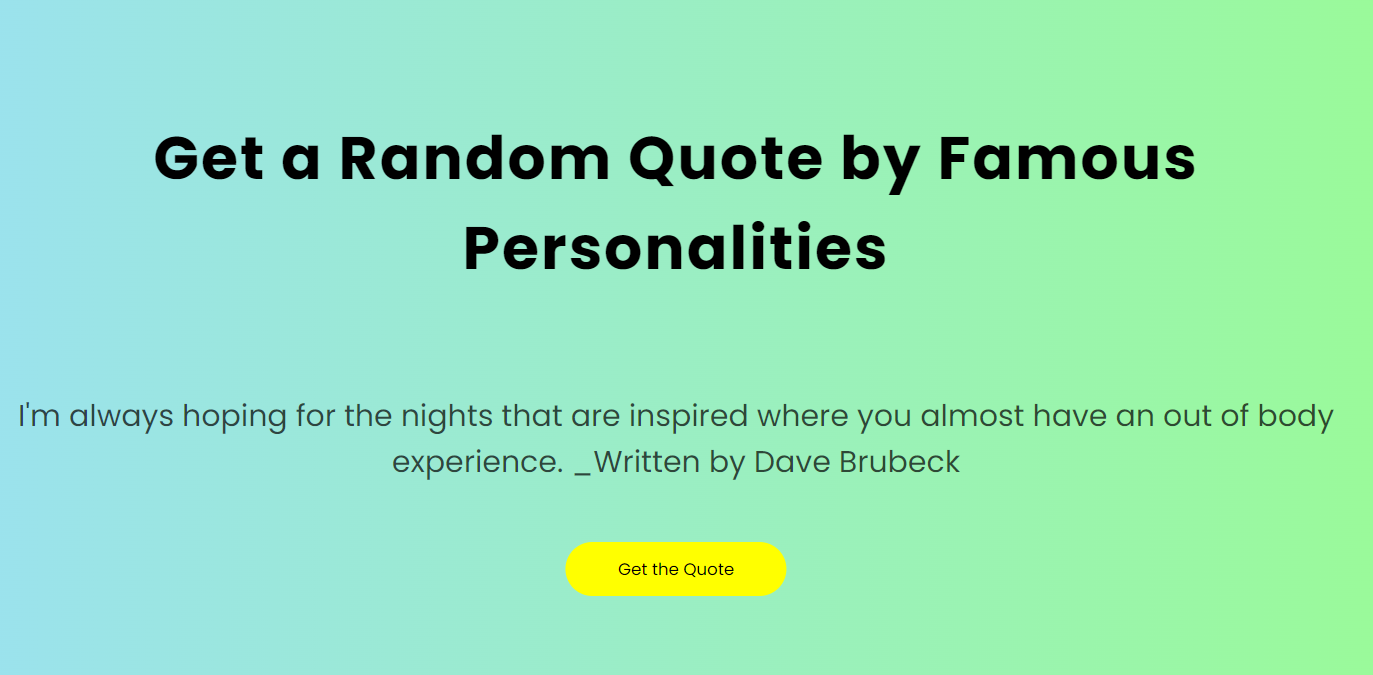 Get a Random Quote by Famous
Personalities
I'm always hoping for the nights that are inspired where you almost have an out of body
experience. _Written by Dave Brubeck
Get the Quote